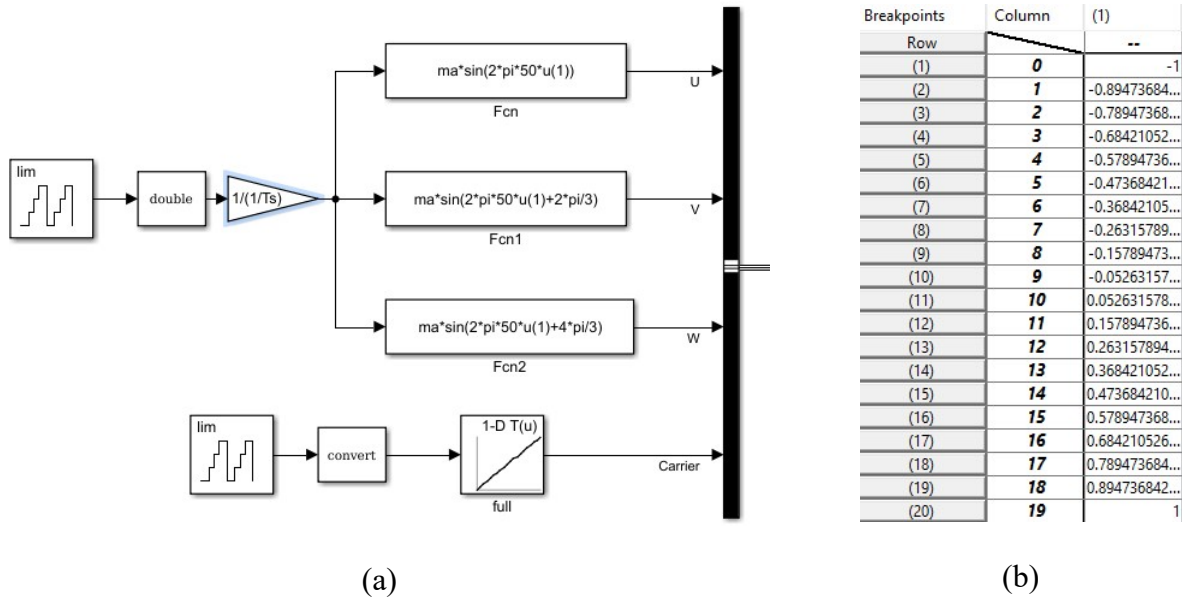 ma*sin(2*pi*50*u(1))
U
Fcn
lim
double
1/(1/Ts)
ma*sin(2*pi*50*u(1)+2*pi/3)
V
Fcn1
ma*sin(2*pi*50*u(1)+4*pi/3)
W
Fcn2
lim
convert
1-D T(u)
Carrier
full
(a)
Breakpoints Column (1)
Row --
(1) 0 -1
(2) 1 -0.89473684...
(3) 2 -0.78947368...
(4) 3 -0.68421052...
(5) 4 -0.57894736...
(6) 5 -0.47368421...
(7) 6 -0.36842105...
(8) 7 -0.26315789...
(9) 8 -0.15789473...
(10) 9 -0.05263157...
(11) 10 0.052631578...
(12) 11 0.157894736...
(13) 12 0.263157894...
(14) 13 0.368421052...
(15) 14 0.473684210...
(16) 15 0.578947368...
(17) 16 0.684210526...
(18) 17 0.789473684...
(19) 18 0.894736842...
(20) 19 1
(b)